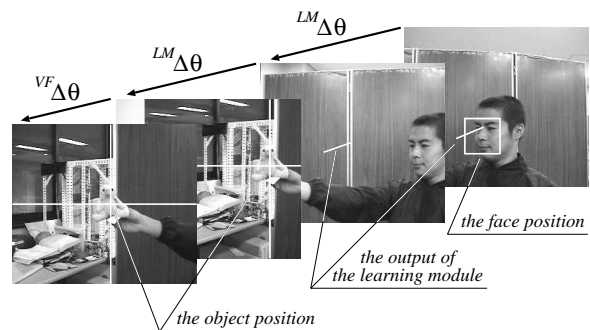 LMΔθ
LMΔθ
VFΔθ
the face position
the output of
the learning module
the object position